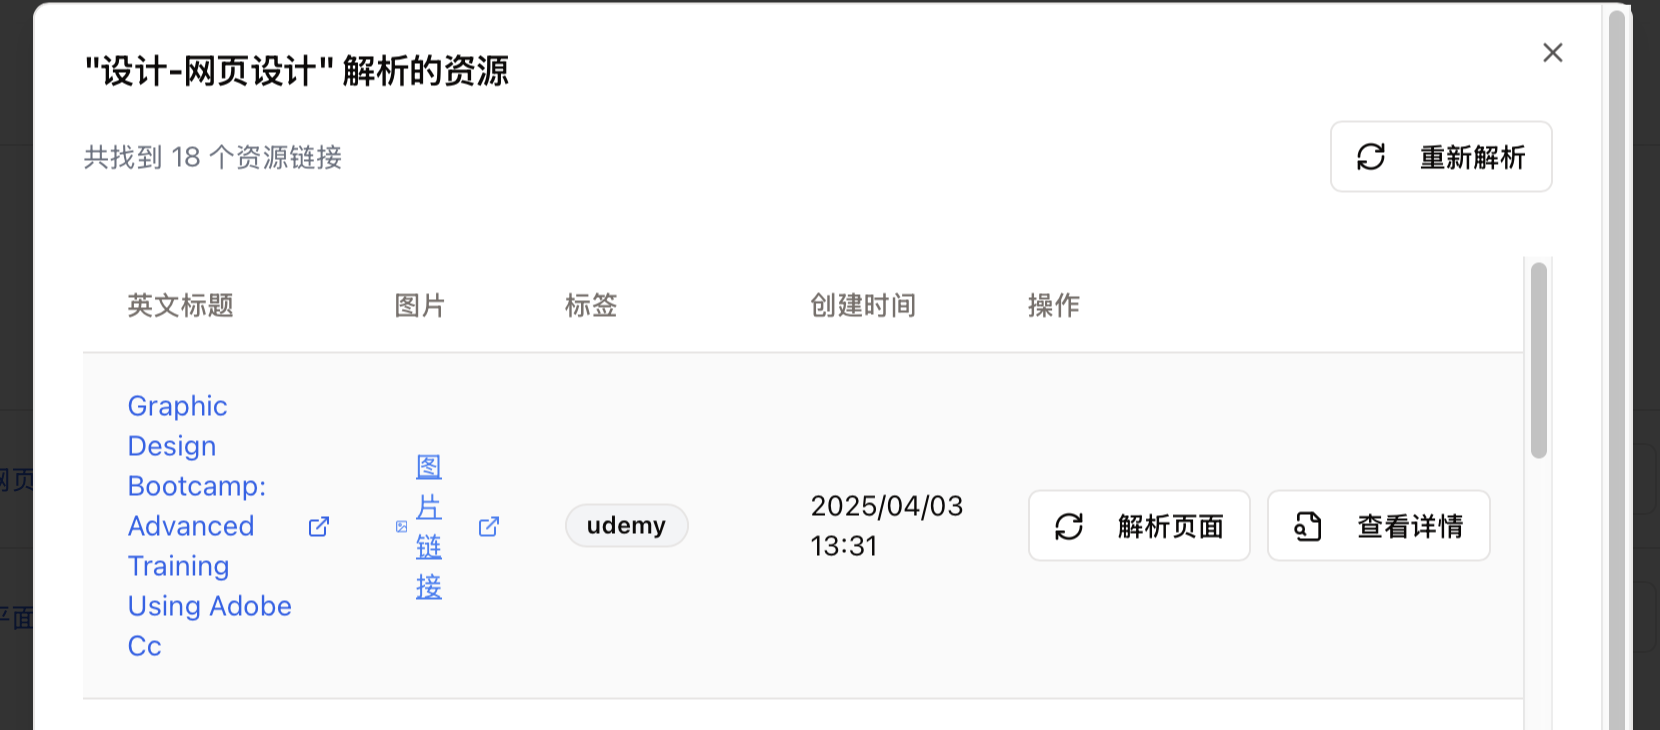 "设计-网页设计" 解析的资源
共找到 18 个资源链接
重新解析
英文标题 图片 标签 创建时间 操作
Graphic
Design
Bootcamp:
Advanced
Training
Using Adobe
Cc
图
片
链
接
udemy
2025/04/03
13:31
解析页面
查看详情
网页
平面